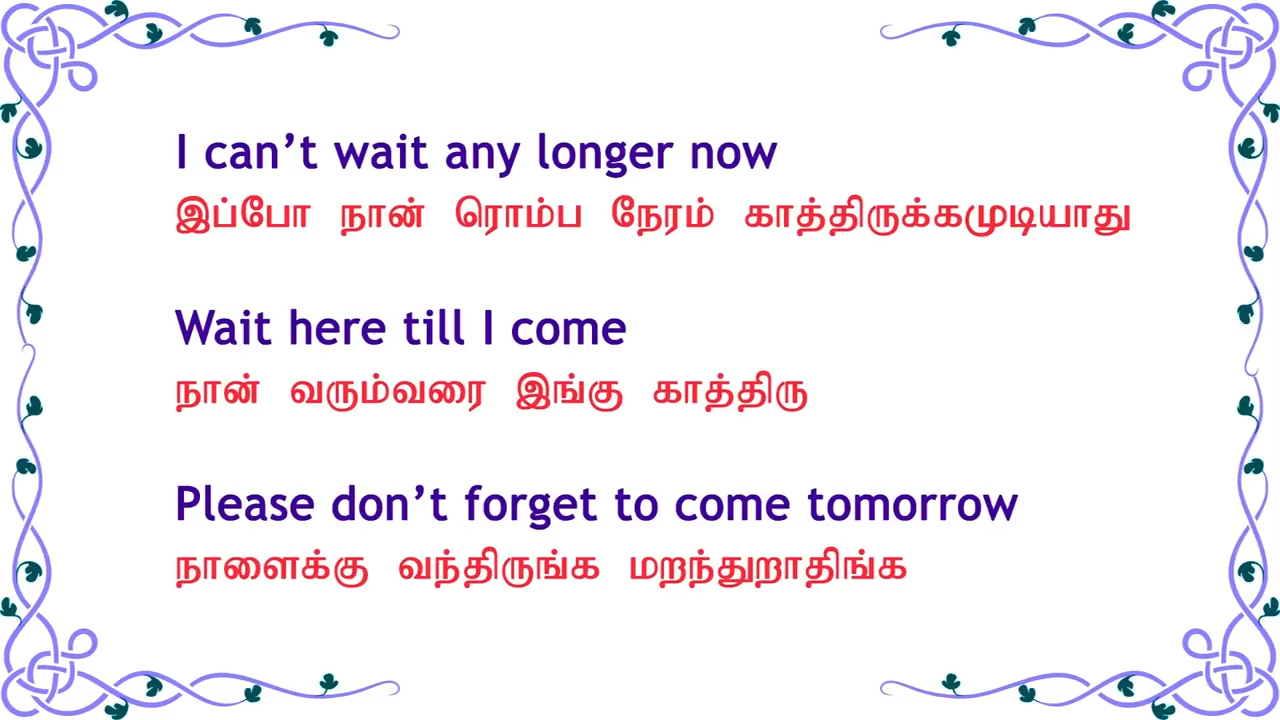 I can’t wait any longer now
இப்போ நான் ரொம்ப நேரம் காத்திருக்கமுடியாது
Wait here till I come
நான் வரும்வரை இங்கு காத்திரு
Please don’t forget to come tomorrow
நாளைக்கு வந்திருங்க மறந்துறாதிங்க